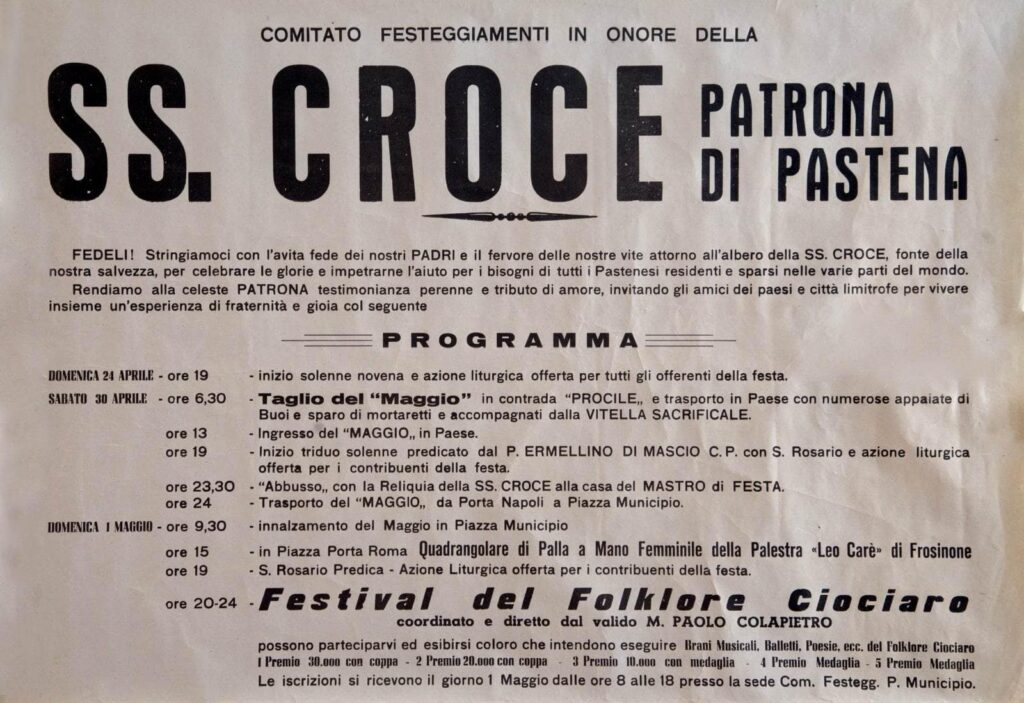 COMITATO FESTEGGIAMENTI IN ONORE DELLA
SS. CROCE PATRONA DI PASTENA
FEDELI! Stringiamoci con l'avita fede dei nostri PADRI e il fervore delle nostre vite attorno all'albero della SS. CROCE, fonte della
nostra salvezza, per celebrare le glorie e impetrarne l'aiuto per i bisogni di tutti i Pastenesi residenti e sparsi nelle varie parti del mondo.
Rendiamo alla celeste PATRONA testimonianza perenne e tributo di amore, invitando gli amici dei paesi e città limitrofe per vivere
insieme un'esperienza di fraternità e gioia col seguente
PROGRAMMA
DOMENICA 24 APRILE - ore 19 - inizio solenne novena e azione liturgica offerta per tutti gli offerenti della festa.
SABATO 30 APRILE - ore 6,30 - Taglio del "Maggio" in contrada "PROCILE„ e trasporto in Paese con numerose appaiate di
Buoi e sparo di mortaretti e accompagnati dalla VITELLA SACRIFICALE.
ore 13 - Ingresso del "MAGGIO„ in Paese.
ore 19 - Inizio triduo solenne predicato dal P. ERMELLINO DI MASCIO C.P. con S. Rosario e azione liturgica
offerta per i contribuenti della festa.
ore 23,30 - "Abbusso„ con la Reliquia della SS. CROCE alla casa del MASTRO di FESTA.
ore 24 - Trasporto del "MAGGIO„ da Porta Napoli a Piazza Municipio.
DOMENICA 1 MAGGIO - ore 9,30 - innalzamento del Maggio in Piazza Municipio
ore 15 - in Piazza Porta Roma Quadrangolare di Palla a Mano Femminile della Palestra «Leo Carè» di Frosinone
ore 19 - S. Rosario Predica - Azione Liturgica offerta per i contribuenti della festa.
ore 20-24 - Festival del Folklore Ciociaro
coordinato e diretto dal valido M. PAOLO COLAPIETRO
possono parteciparvi ed esibirsi coloro che intendono eseguire Brani Musicali, Balletti, Poesie, ecc. del Folklore Ciociaro
1 Premio 30.000 con coppa - 2 Premio 20.000 con coppa - 3 Premio 10.000 con medaglia - 4 Premio Medaglia - 5 Premio Medaglia
Le iscrizioni si ricevono il giorno 1 Maggio dalle ore 8 alle 18 presso la sede Com. Festegg. P. Municipio.